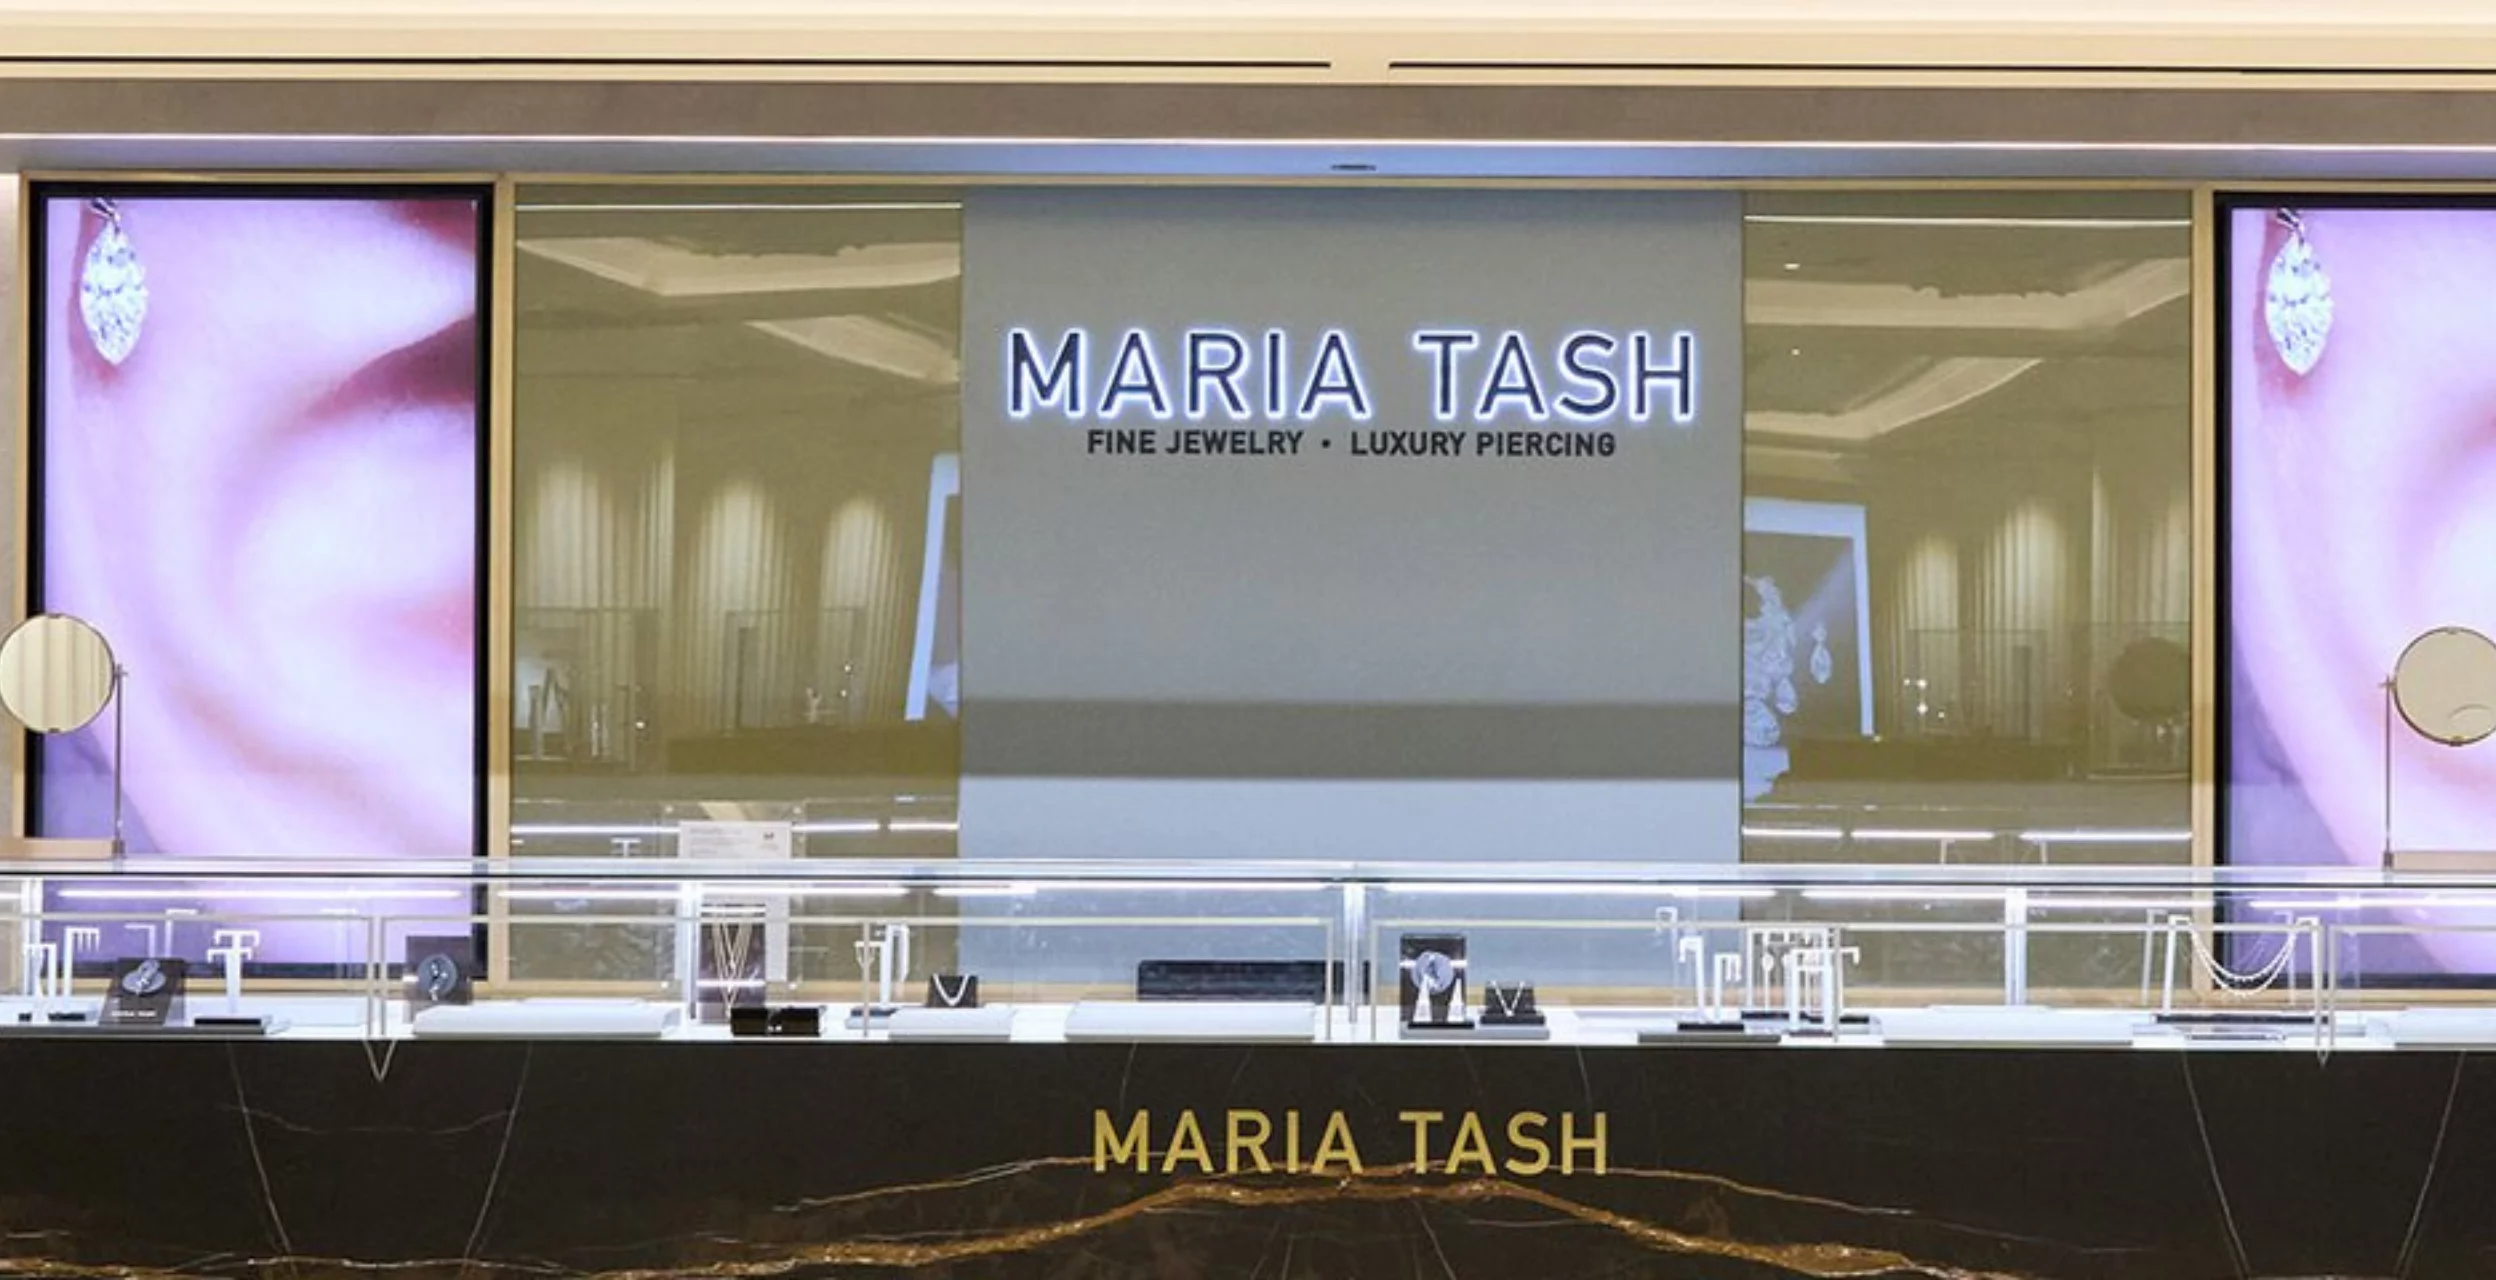 MARIA TASH
FINE JEWELRY • LUXURY PIERCING
MARIA TASH